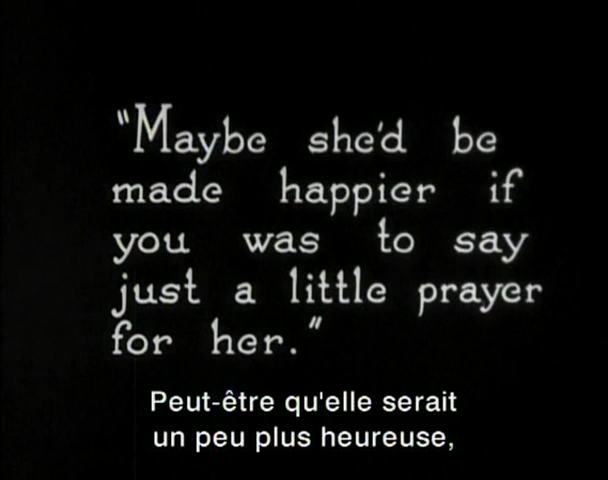 "Maybe she'd be
made happier if
you was to say
just a little prayer
for her."
Peut-être qu'elle serait
un peu plus heureuse,